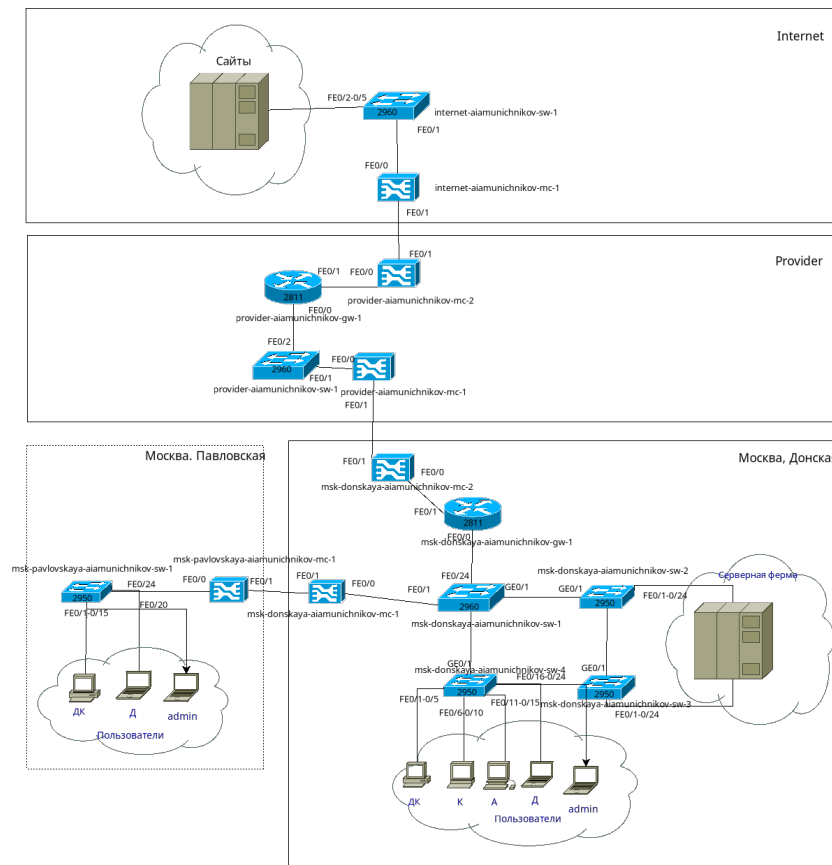 Internet
Сайты
FE0/2-0/5
2960
internet-aiamunichnikov-sw-1
FE0/1
FE0/0
internet-aiamunichnikov-mc-1
FE0/1
Provider
FE0/1
FE0/1
FE0/0
2811
provider-aiamunichnikov-mc-2
FE0/0
provider-aiamunichnikov-gw-1
FE0/2
2960
FE0/0
FE0/1
provider-aiamunichnikov-sw-1
provider-aiamunichnikov-mc-1
FE0/1
Москва. Павловская
Москва, Донска
FE0/1
FE0/0
msk-donskaya-aiamunichnikov-mc-2
FE0/1
2811
FE0/0
msk-donskaya-aiamunichnikov-gw-1
msk-pavlovskaya-aiamunichnikov-mc-1
msk-pavlovskaya-aiamunichnikov-sw-1
FE0/24
FE0/0
FE0/1
FE0/1
FE0/0
2950
FE0/20
FE0/1-0/15
msk-donskaya-aiamunichnikov-mc-1
FE0/24
FE0/1
GE0/1
2960
msk-donskaya-aiamunichnikov-sw-1
msk-donskaya-aiamunichnikov-sw-2
GE0/1
2950
FE0/1-0/24
Серверная ферма
GE0/1
msk-donskaya-aiamunichnikov-sw-4
FE0/16-0/24
GE0/1
2950
2950
msk-donskaya-aiamunichnikov-sw-3
FE0/1-0/5
FE0/11-0/15
FE0/6-0/10
FE0/1-0/24
ДК
Д
admin
Пользователи
ДК
К
А
Д
admin
Пользователи